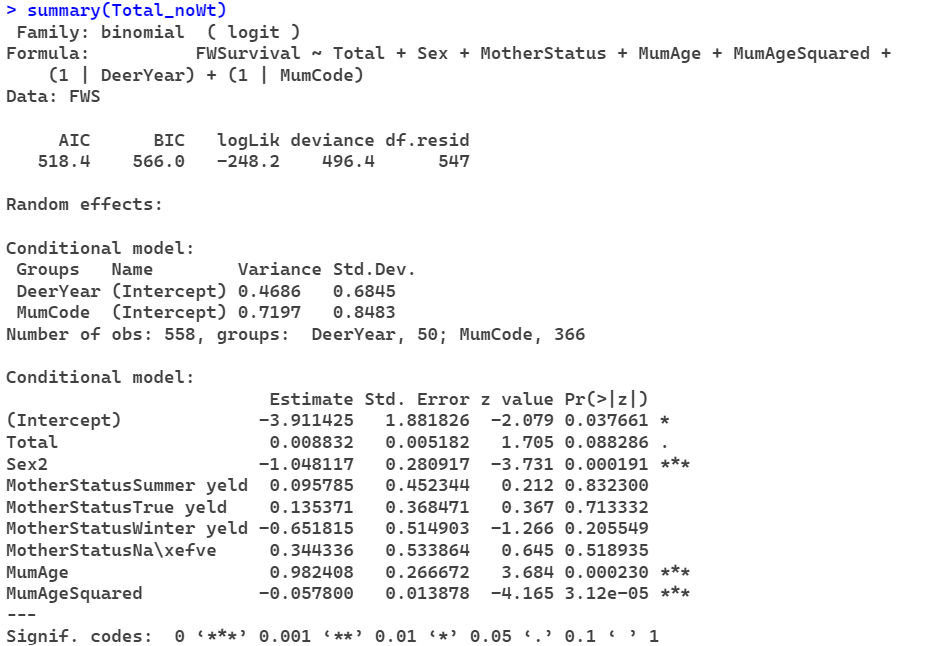 > summary(Total_noWt)
 Family: binomial  ( logit )
Formula:          FWSurvival ~ Total + Sex + MotherStatus + MumAge + MumAgeSquared +
    (1 | DeerYear) + (1 | MumCode)
Data: FWS

     AIC      BIC   logLik deviance df.resid
   518.4    566.0   −248.2    496.4      547

Random effects:

Conditional model:
 Groups   Name        Variance Std.Dev.
 DeerYear (Intercept) 0.4686   0.6845
 MumCode  (Intercept) 0.7197   0.8483
Number of obs: 558, groups:  DeerYear, 50; MumCode, 366

Conditional model:
                         Estimate Std. Error z value Pr(>|z|)
(Intercept)             −3.911425   1.881826  −2.079 0.037661 *
Total                    0.008832   0.005182   1.705 0.088286 .
Sex2                    −1.048117   0.280917  −3.731 0.000191 ***
MotherStatusSummer yeld  0.095785   0.452344   0.212 0.832300
MotherStatusTrue yeld    0.135371   0.368471   0.367 0.713332
MotherStatusWinter yeld −0.651815   0.514903  −1.266 0.205549
MotherStatusNa\xefve     0.344336   0.533864   0.645 0.518935
MumAge                   0.982408   0.266672   3.684 0.000230 ***
MumAgeSquared           −0.057800   0.013878  −4.165 3.12e−05 ***
---
Signif. codes:  0 ‘***’ 0.001 ‘**’ 0.01 ‘*’ 0.05 ‘.’ 0.1 ‘ ’ 1